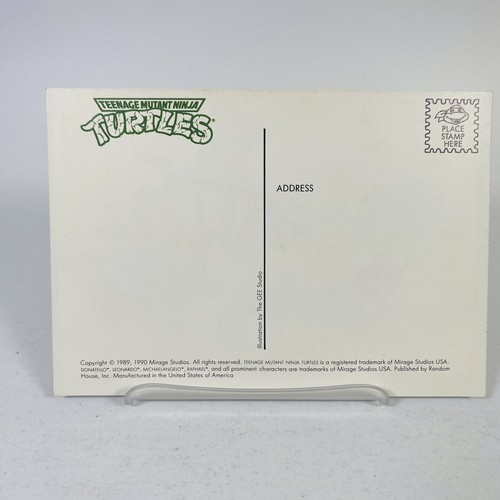 TEENAGE MUTANT NINJA
TURTLES®
PLACE
STAMP
HERE
ADDRESS
Illustration by The GEE Studio
Copyright © 1989, 1990 Mirage Studios. All rights reserved. TEENAGE MUTANT NINJA TURTLES is a registered trademark of Mirage Studios USA.
DONATELLO®, LEONARDO®, MICHAELANGELO®, RAPHAEL®, and all prominent characters are trademarks of Mirage Studios USA. Published by Random
House, Inc. Manufactured in the United States of America